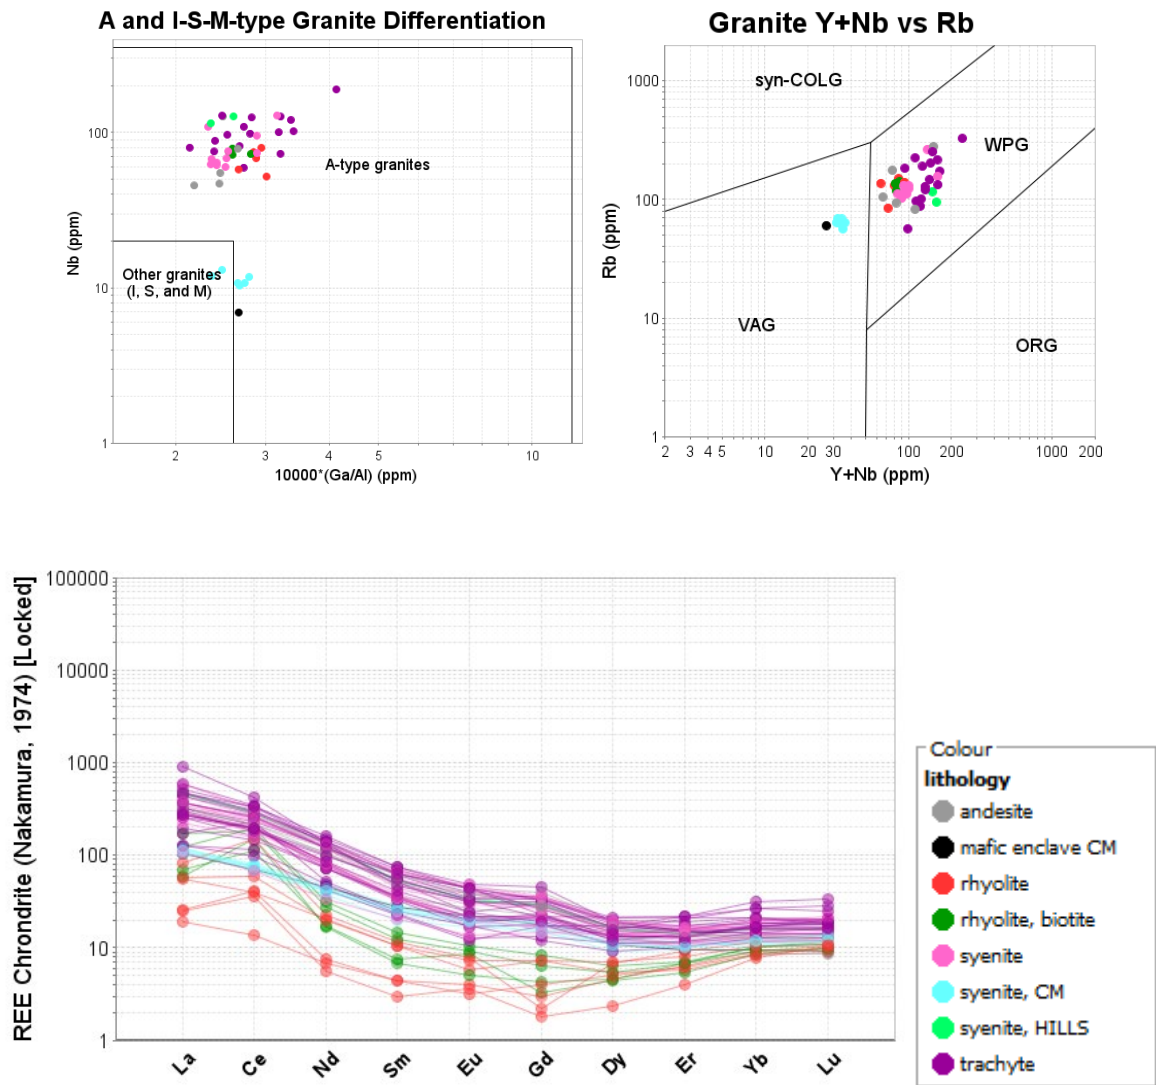 A and I-S-M-type Granite Differentiation
Nb (ppm)
100
10
1
A-type granites
Other granites
(I, S, and M)
2 3 4 5 10
10000*(Ga/Al) (ppm)
Granite Y+Nb vs Rb
Rb (ppm)
1000
100
10
1
syn-COLG
WPG
VAG
ORG
2 3 4 5 10 20 30 100 1000 200
Y+Nb (ppm)
REE Chrondrite (Nakamura, 1974) [Locked]
100000
10000
1000
100
10
1
La Ce Nd Sm Eu Gd Dy Er Yb Lu
Colour
lithology
andesite
mafic enclave CM
rhyolite
rhyolite, biotite
syenite
syenite, CM
syenite, HILLS
trachyte